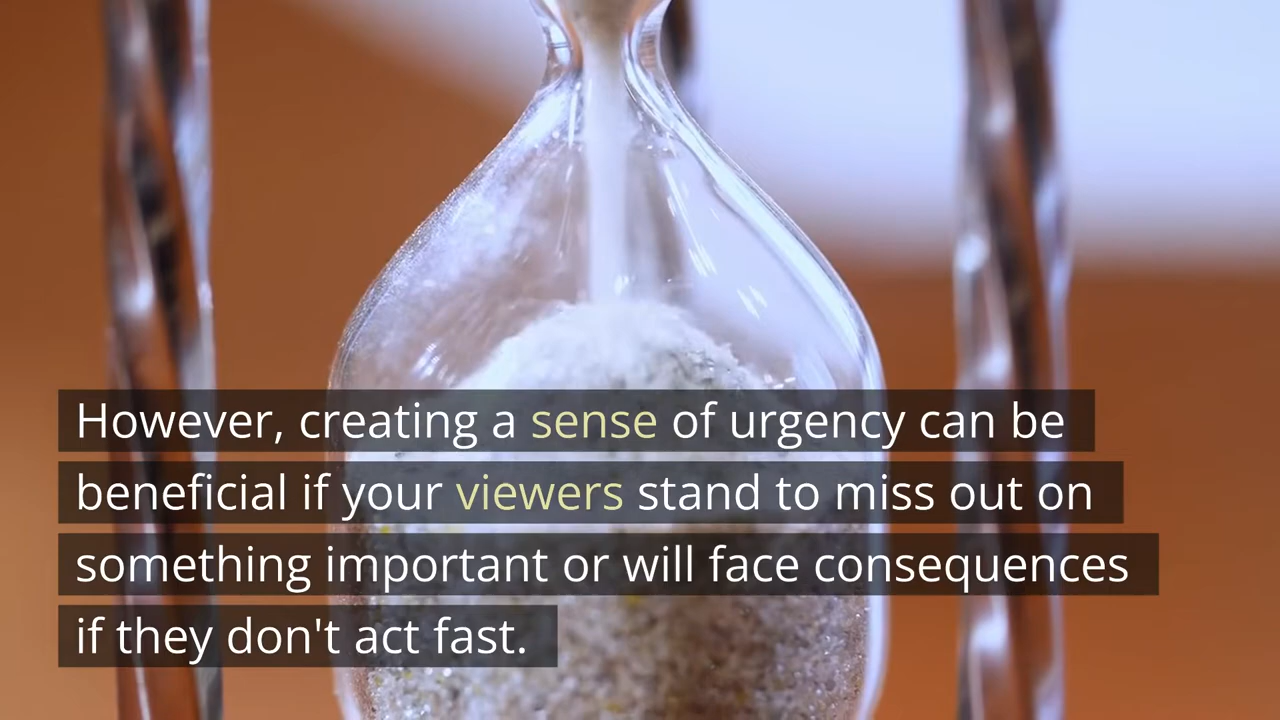 However, creating a sense of urgency can be
beneficial if your viewers stand to miss out on
something important or will face consequences
if they don't act fast.